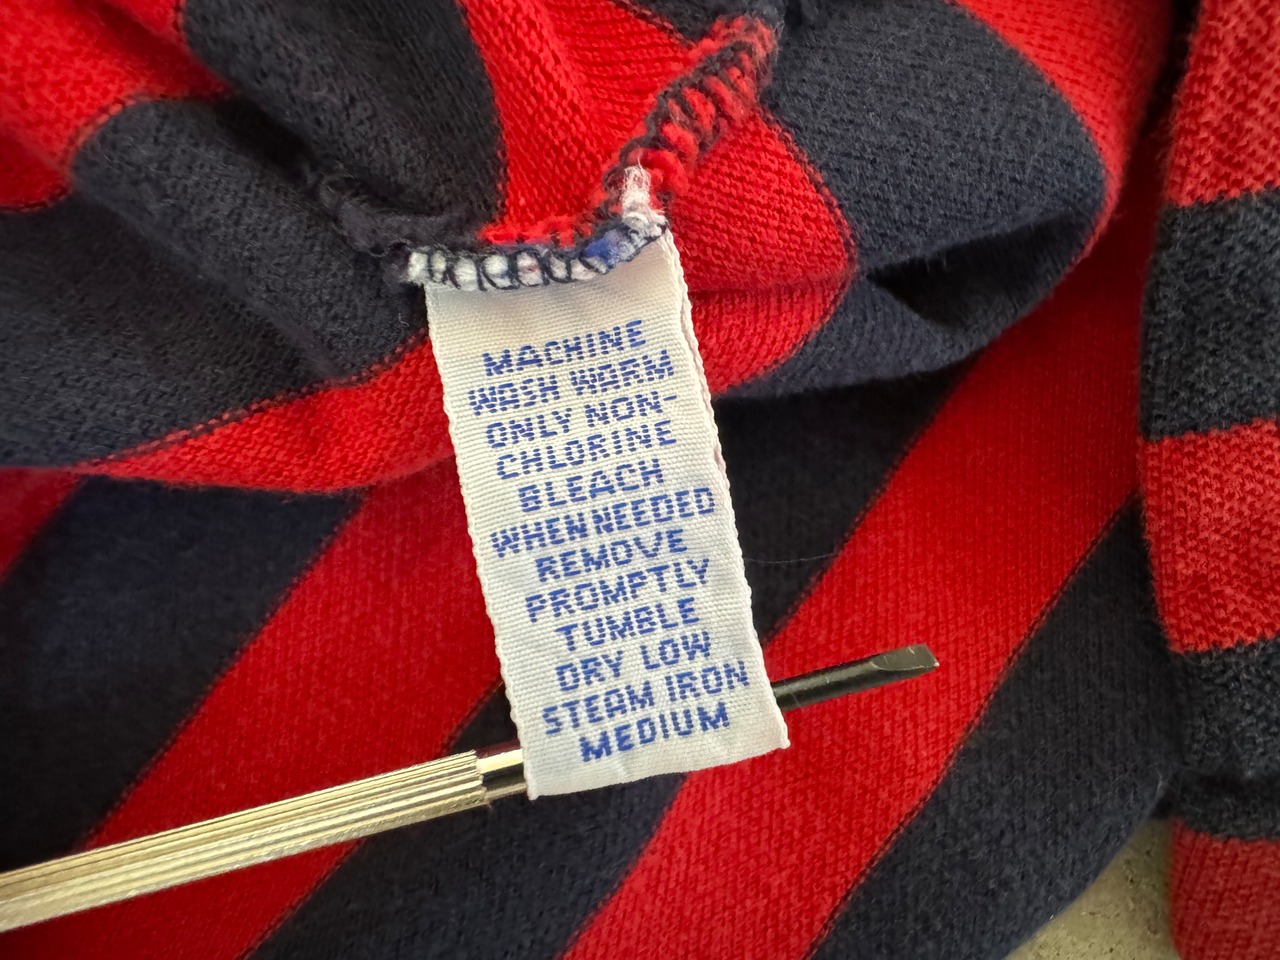 MACHINE
WASH WARM
ONLY NON-
CHLORINE
BLEACH
WHEN NEEDED
REMOVE
PROMPTLY
TUMBLE
DRY LOW
STEAM IRON
MEDIUM